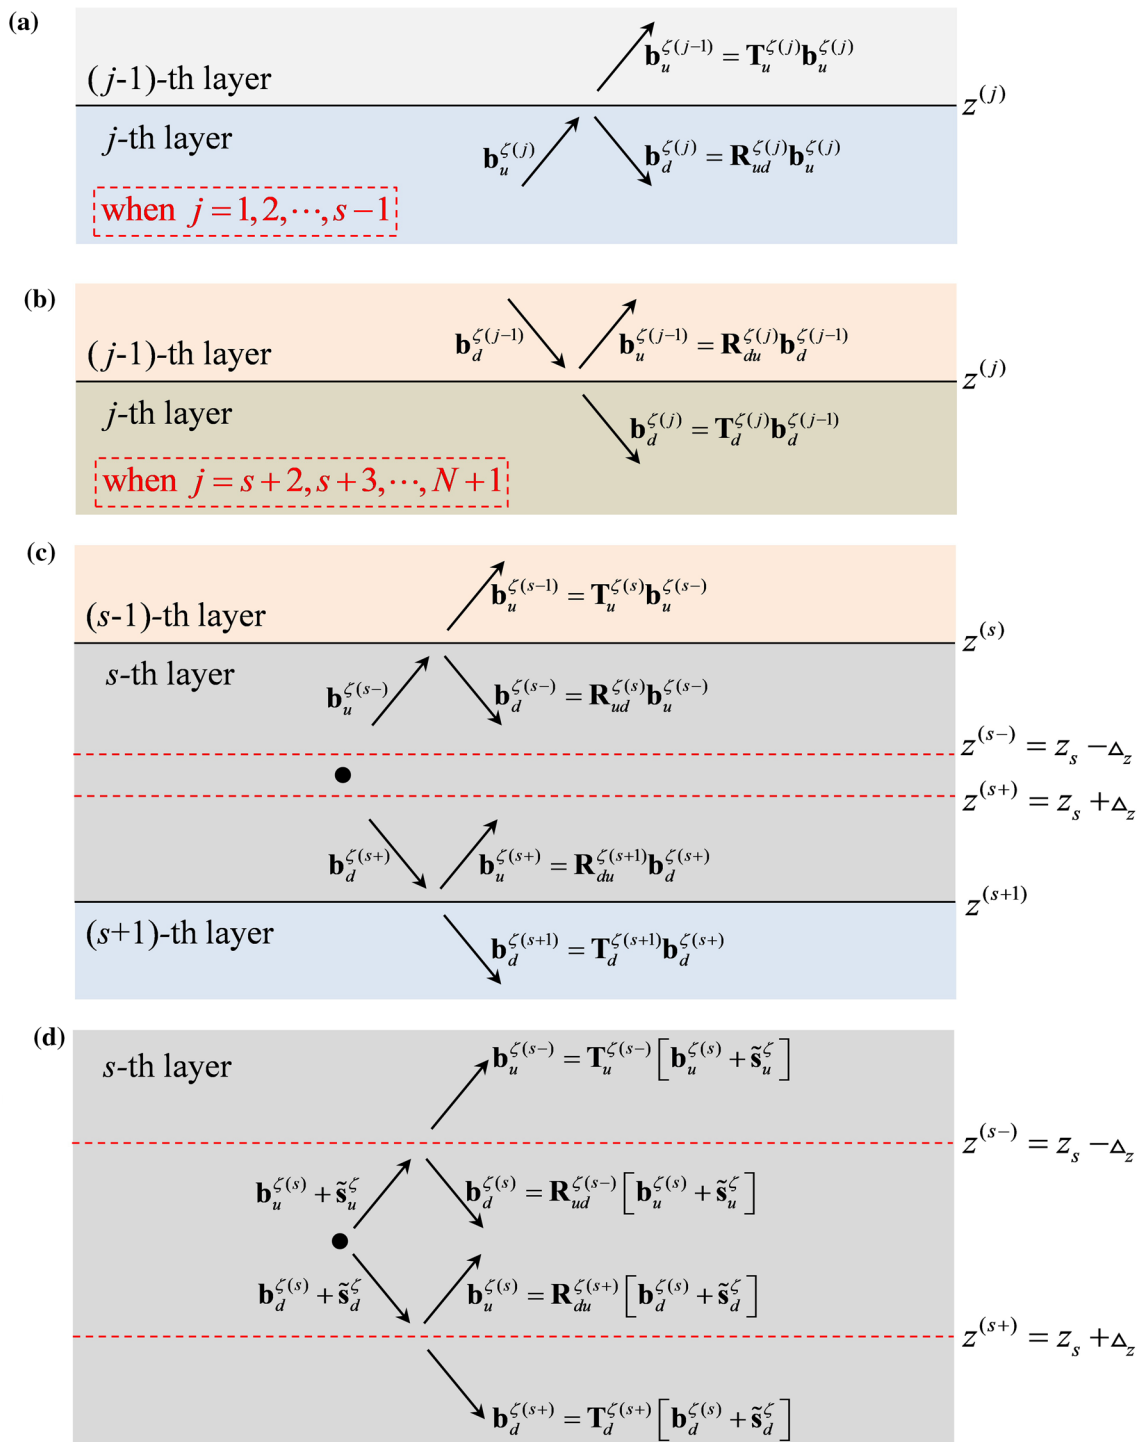 (a)
(j-1)-th layer
b_u^{ζ(j−1)} = T_u^{ζ(j)} b_u^{ζ(j)}
z^{(j)}
j-th layer
b_u^{ζ(j)}
b_d^{ζ(j)} = R_{ud}^{ζ(j)} b_u^{ζ(j)}
when j = 1, 2, ⋯, s − 1
(b)
(j-1)-th layer
b_d^{ζ(j−1)}
b_u^{ζ(j−1)} = R_{du}^{ζ(j)} b_d^{ζ(j−1)}
z^{(j)}
j-th layer
b_d^{ζ(j)} = T_d^{ζ(j)} b_d^{ζ(j−1)}
when j = s + 2, s + 3, ⋯, N + 1
(c)
b_u^{ζ(s−1)} = T_u^{ζ(s)} b_u^{ζ(s−)}
(s-1)-th layer
z^{(s)}
s-th layer
b_u^{ζ(s−)}
b_d^{ζ(s−)} = R_{ud}^{ζ(s)} b_u^{ζ(s−)}
z^{(s−)} = z_s − △_z
z^{(s+)} = z_s + △_z
b_d^{ζ(s+)}
b_u^{ζ(s+)} = R_{du}^{ζ(s+1)} b_d^{ζ(s+)}
z^{(s+1)}
(s+1)-th layer
b_d^{ζ(s+1)} = T_d^{ζ(s+1)} b_d^{ζ(s+)}
(d)
s-th layer
b_u^{ζ(s−)} = T_u^{ζ(s−)} [b_u^{ζ(s)} + s̃_u^ζ]
z^{(s−)} = z_s − △_z
b_u^{ζ(s)} + s̃_u^ζ
b_d^{ζ(s)} = R_{ud}^{ζ(s−)} [b_u^{ζ(s)} + s̃_u^ζ]
b_d^{ζ(s)} + s̃_d^ζ
b_u^{ζ(s)} = R_{du}^{ζ(s+)} [b_d^{ζ(s)} + s̃_d^ζ]
z^{(s+)} = z_s + △_z
b_d^{ζ(s+)} = T_d^{ζ(s+)} [b_d^{ζ(s)} + s̃_d^ζ]